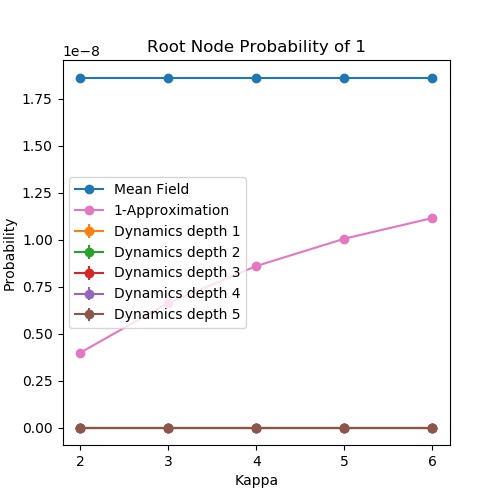 Root Node Probability of 1
1e−8
1.75
1.50
1.25
1.00
0.75
0.50
0.25
0.00
Probability
Mean Field
1-Approximation
Dynamics depth 1
Dynamics depth 2
Dynamics depth 3
Dynamics depth 4
Dynamics depth 5
2 3 4 5 6
Kappa